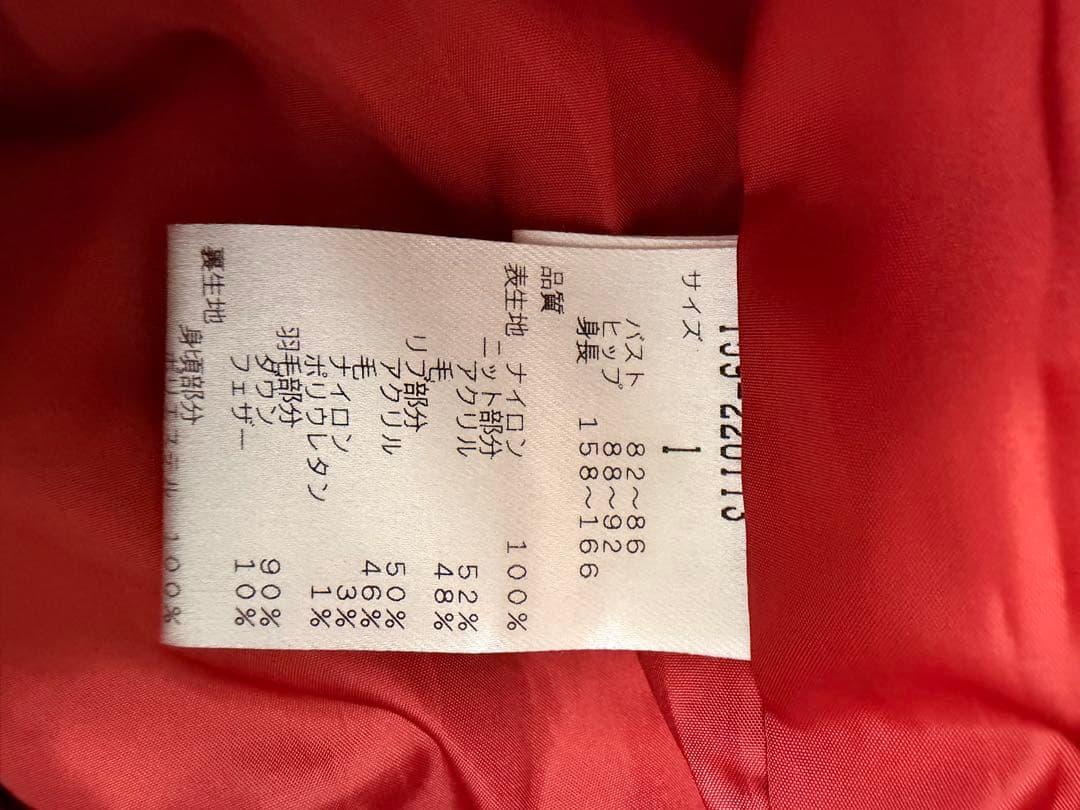 サイズ 1
バスト 82～86
ヒップ 88～92
身長 158～166
品質
表生地 ナイロン 100%
ニット部分
アクリル 52%
毛 48%
リブ部分
アクリル 50%
毛 46%
ナイロン 3%
ポリウレタン 1%
羽毛部分
ダウン 90%
フェザー 10%
裏生地
身頃部分
100%